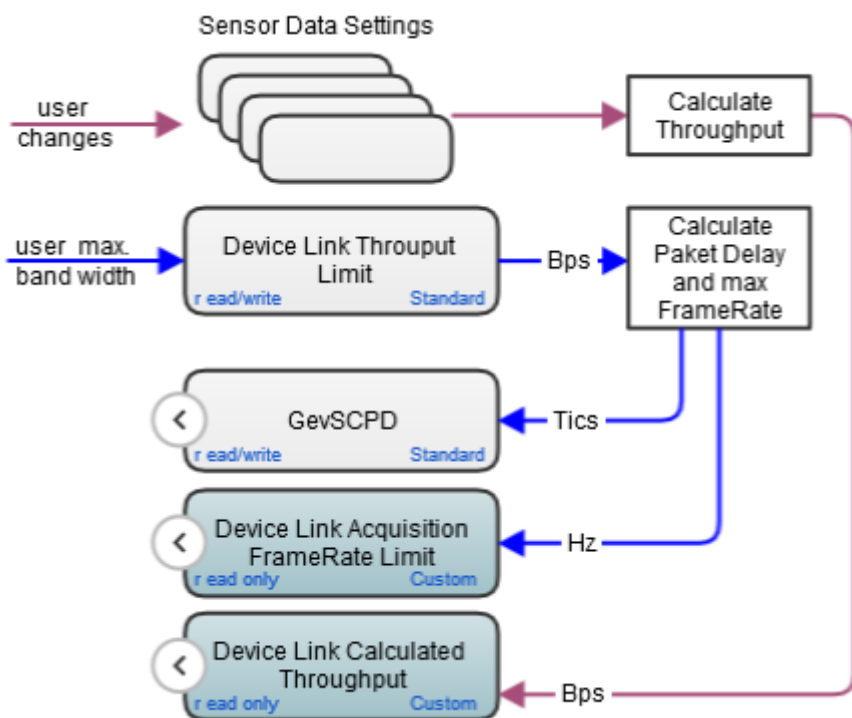 Sensor Data Settings
user
changes
Calculate
Throughput
user max.
band width
Device Link Throuput
Limit
r ead/write Standard
Bps
Calculate
Paket Delay
and max
FrameRate
GevSCPD
r ead/write Standard
Tics
Device Link Acquisition
FrameRate Limit
r ead only Custom
Hz
Device Link Calculated
Throughput
r ead only Custom
Bps